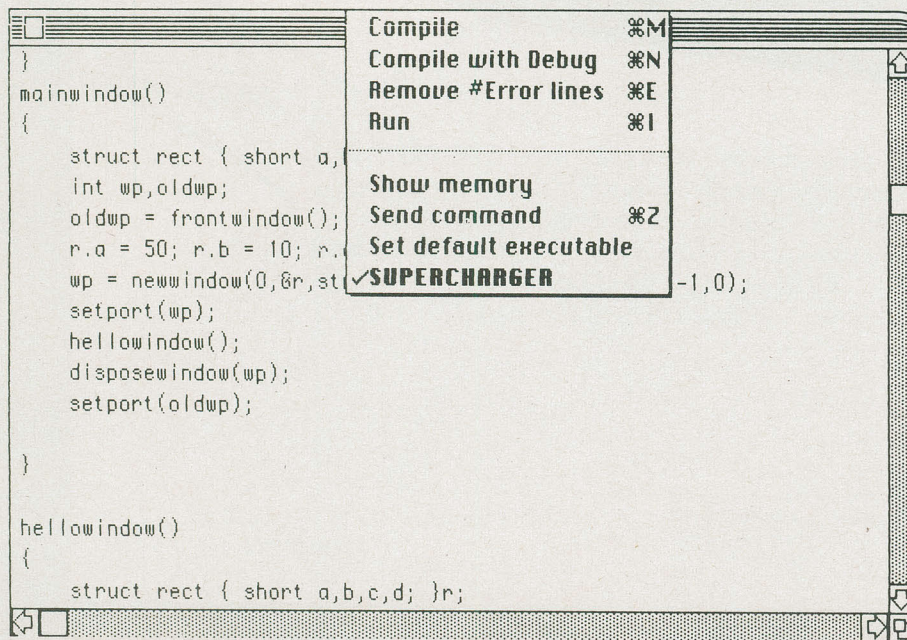 Compile ⌘M
Compile with Debug ⌘N
Remove #Error lines ⌘E
Run ⌘I
Show memory
Send command ⌘Z
Set default executable
✓SUPERCHARGER
}
mainwindow()
{
struct rect { short a,
int wp,oldwp;
oldwp = frontwindow();
r.a = 50; r.b = 10; r.
wp = newwindow(0,&r,st -1,0);
setport(wp);
hellowindow();
disposewindow(wp);
setport(oldwp);
}
hellowindow()
{
struct rect { short a,b,c,d; }r;